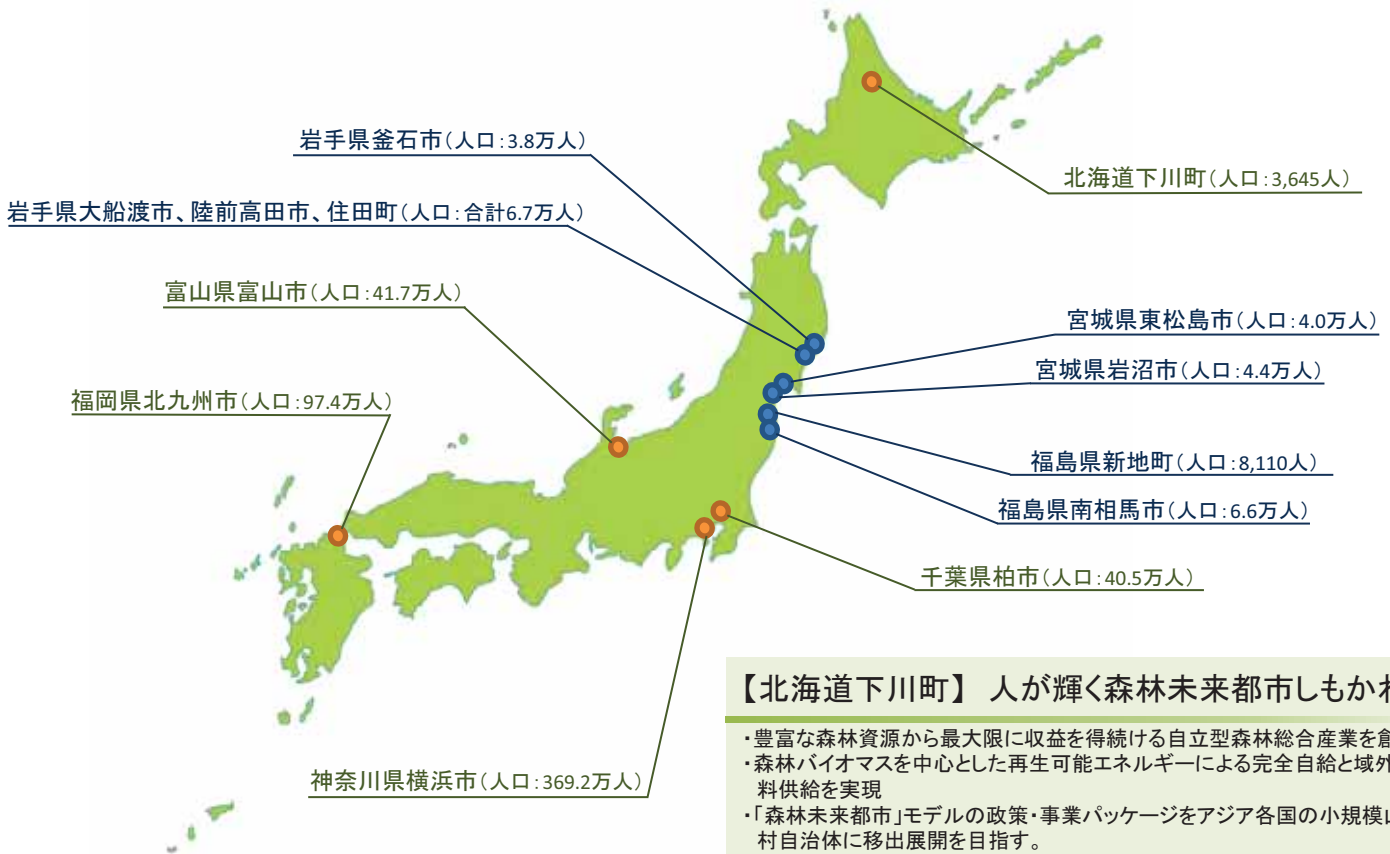 岩手県釜石市(人口:3.8万人)
北海道下川町(人口:3,645人)
岩手県大船渡市、陸前高田市、住田町(人口:合計6.7万人)
富山県富山市(人口:41.7万人)
宮城県東松島市(人口:4.0万人)
宮城県岩沼市(人口:4.4万人)
福岡県北九州市(人口:97.4万人)
福島県新地町(人口:8,110人)
福島県南相馬市(人口:6.6万人)
千葉県柏市(人口:40.5万人)
神奈川県横浜市(人口:369.2万人)
【北海道下川町】 人が輝く森林未来都市しもかわ
・豊富な森林資源から最大限に収益を得続ける自立型森林総合産業を創
・森林バイオマスを中心とした再生可能エネルギーによる完全自給と域外
料供給を実現
・「森林未来都市」モデルの政策・事業パッケージをアジア各国の小規模山
村自治体に移出展開を目指す。